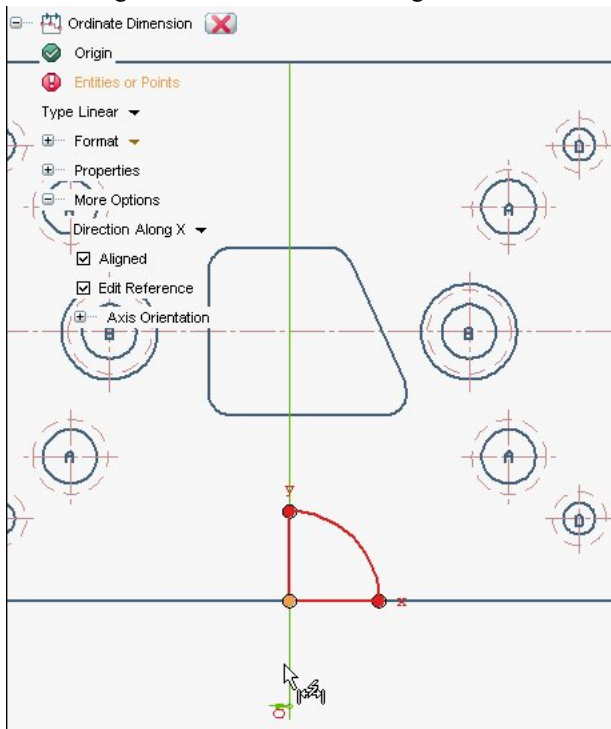 Ordinate Dimension
Origin
Entities or Points
Type Linear
Format
Properties
More Options
Direction Along X
Aligned
Edit Reference
Axis Orientation
D
A
A
B
B
A
A
D
y
x
0